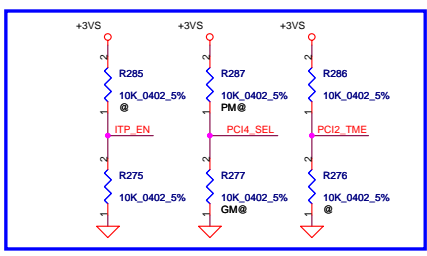 +3VS +3VS +3VS
2 2 2
R285 R287 R286
10K_0402_5% 10K_0402_5% 10K_0402_5%
@ PM@
1 1 1
ITP_EN PCI4_SEL PCI2_TME
2 2 2
R275 R277 R276
10K_0402_5% 10K_0402_5% 10K_0402_5%
GM@ @
1 1 1